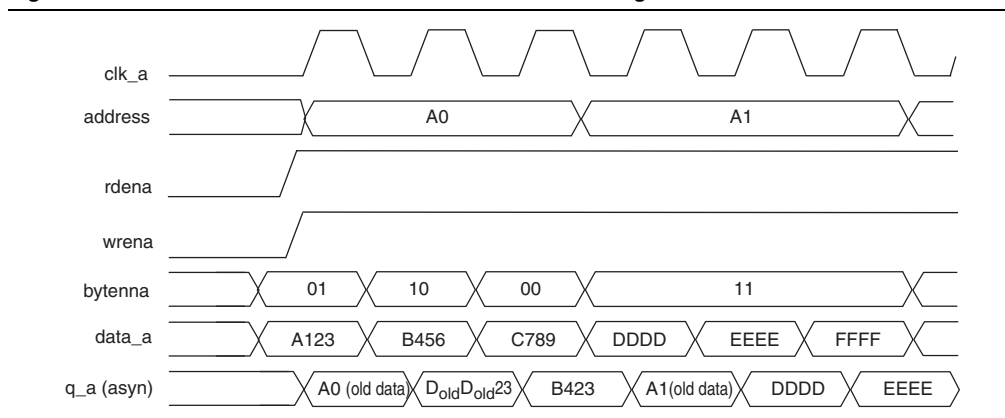 clk_a
address A0 A1
rdena
wrena
bytenna 01 10 00 11
data_a A123 B456 C789 DDDD EEEE FFFF
q_a (asyn) A0 (old data) DoldDold23 B423 A1(old data) DDDD EEEE